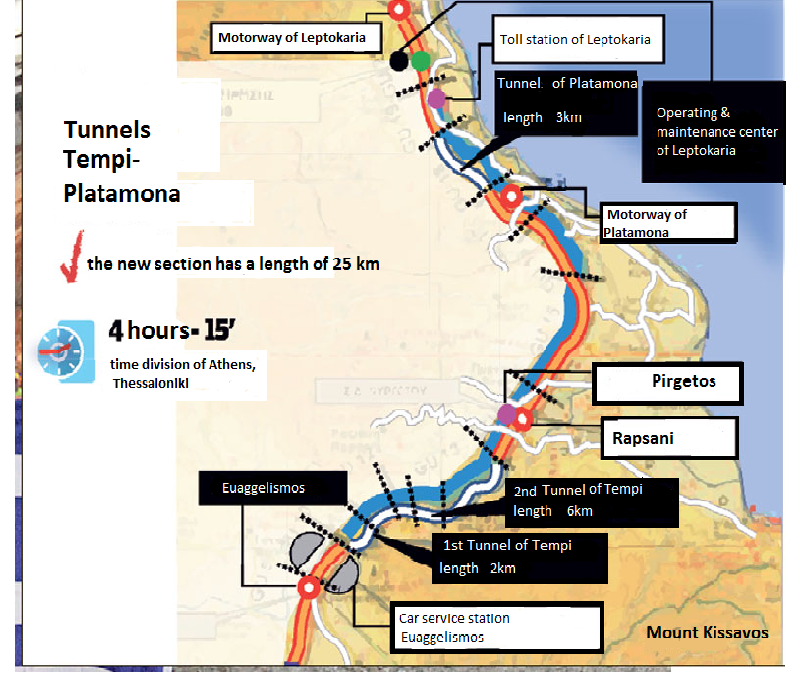 Motorway of Leptokaria
Toll station of Leptokaria
Tunnel of Platamona
length 3km
Operating &
maintenance center
of Leptokaria
Tunnels
Tempi-
Platamona
Motorway of
Platamona
the new section has a length of 25 km
4 hours- 15’
time division of Athens,
Thessaloniki
Pirgetos
Rapsani
Euaggelismos
2nd Tunnel of Tempi
length 6km
1st Tunnel of Tempi
length 2km
Car service station
Euaggelismos
Mount Kissavos